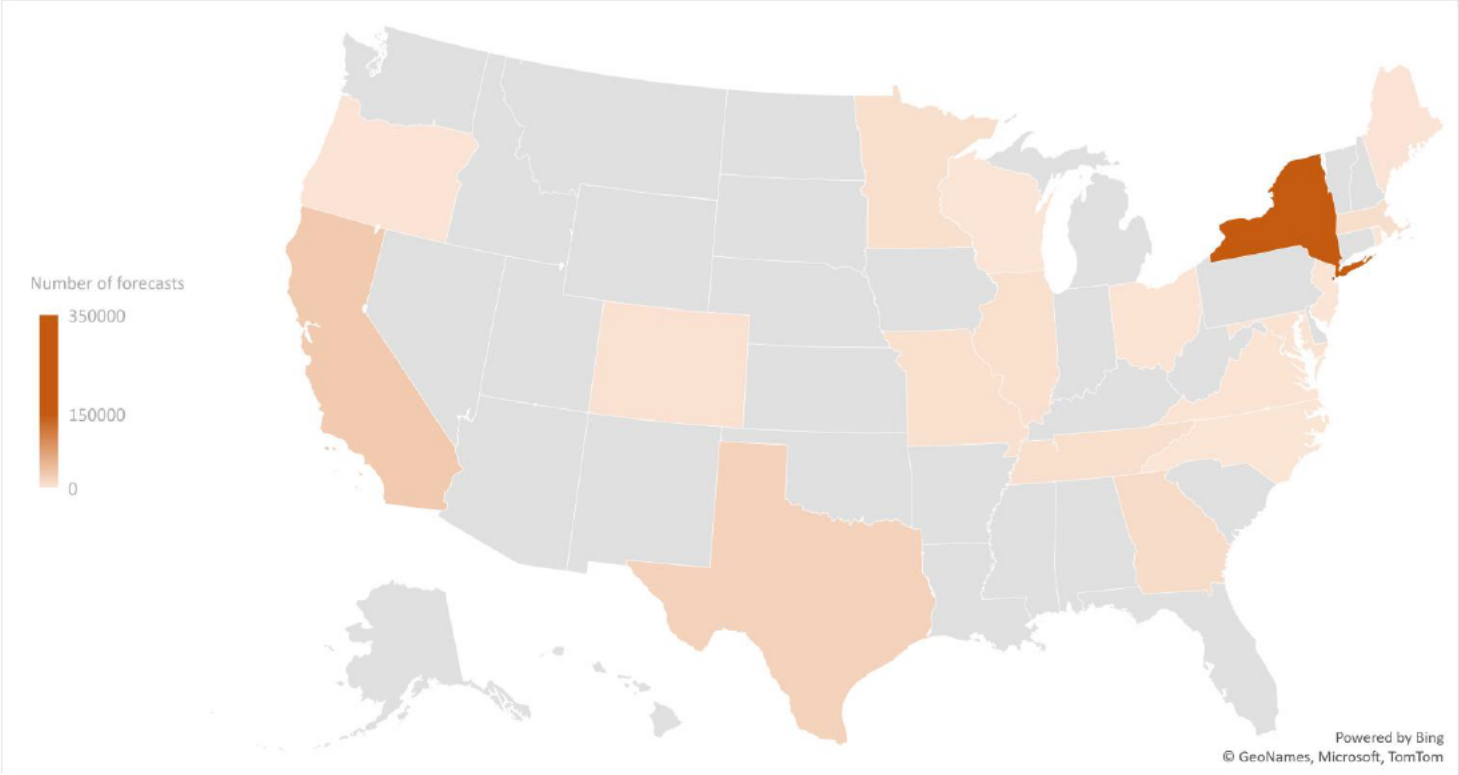 Number of forecasts
350000
150000
0
Powered by Bing
© GeoNames, Microsoft, TomTom